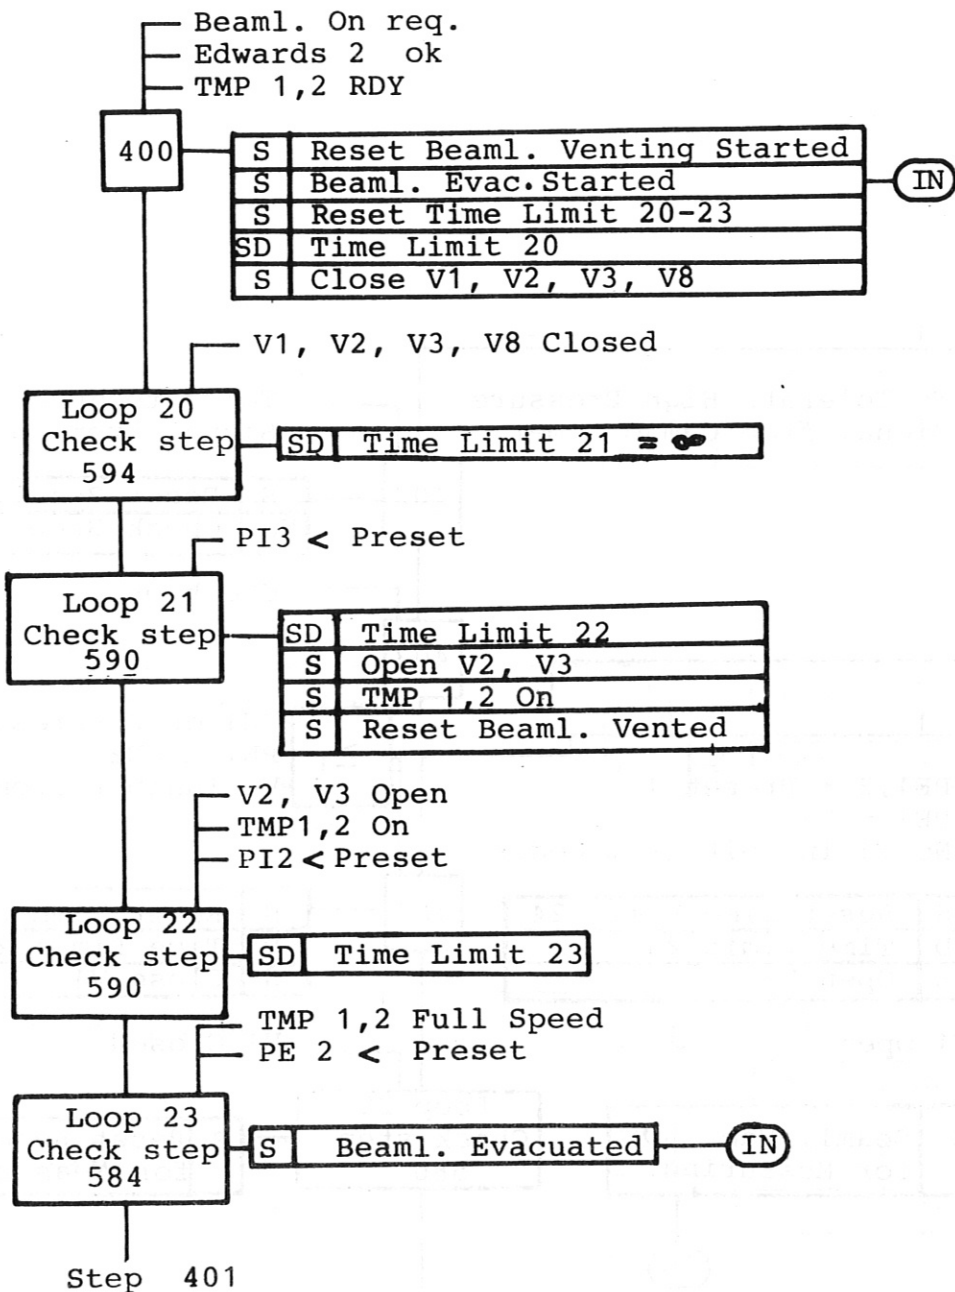 Beaml. On req.
Edwards 2 ok
TMP 1,2 RDY
400
S Reset Beaml. Venting Started
S Beaml. Evac. Started
S Reset Time Limit 20-23
SD Time Limit 20
S Close V1, V2, V3, V8
IN
V1, V2, V3, V8 Closed
Loop 20
Check step
594
SD Time Limit 21 = ∞
PI3 < Preset
Loop 21
Check step
590
SD Time Limit 22
S Open V2, V3
S TMP 1,2 On
S Reset Beaml. Vented
V2, V3 Open
TMP1,2 On
PI2 < Preset
Loop 22
Check step
590
SD Time Limit 23
TMP 1,2 Full Speed
PE 2 < Preset
Loop 23
Check step
584
S Beaml. Evacuated
IN
Step 401